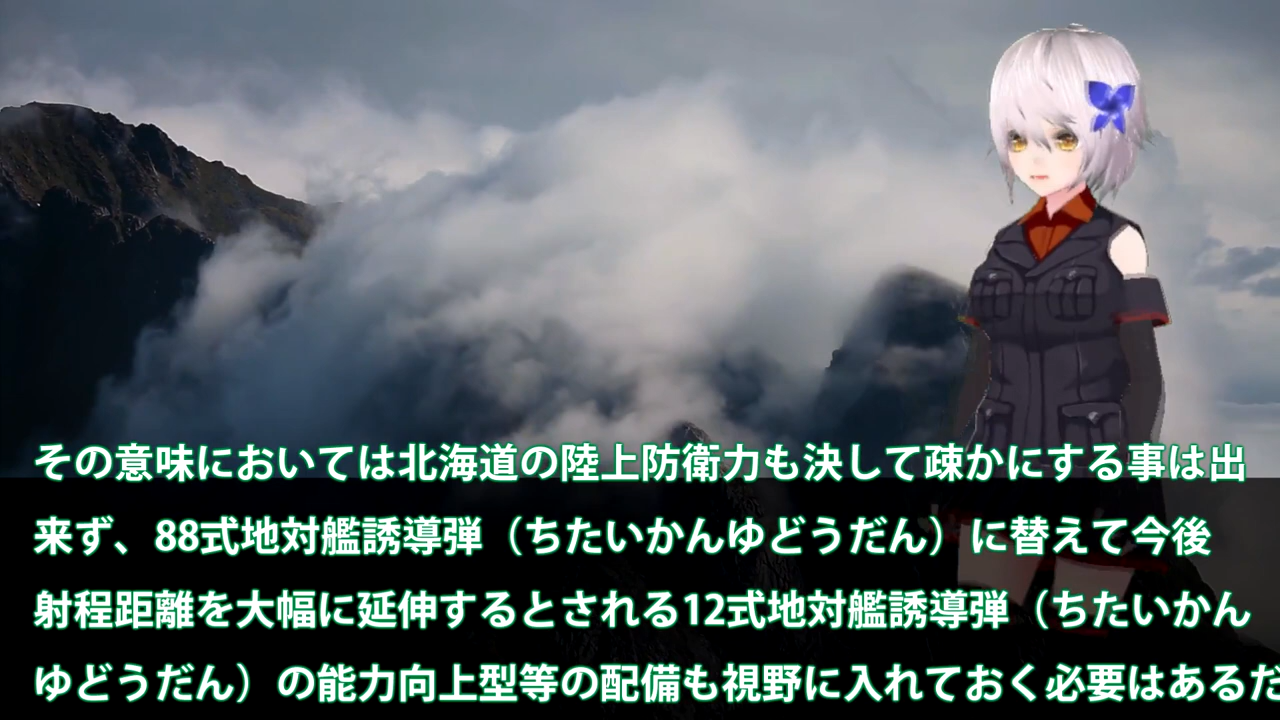 その意味においては北海道の陸上防衛力も決して疎かにする事は出
来ず、88式地対艦誘導弾（ちたいかんゆどうだん）に替えて今後
射程距離を大幅に延伸するとされる12式地対艦誘導弾（ちたいかん
ゆどうだん）の能力向上型等の配備も視野に入れておく必要はあるだ